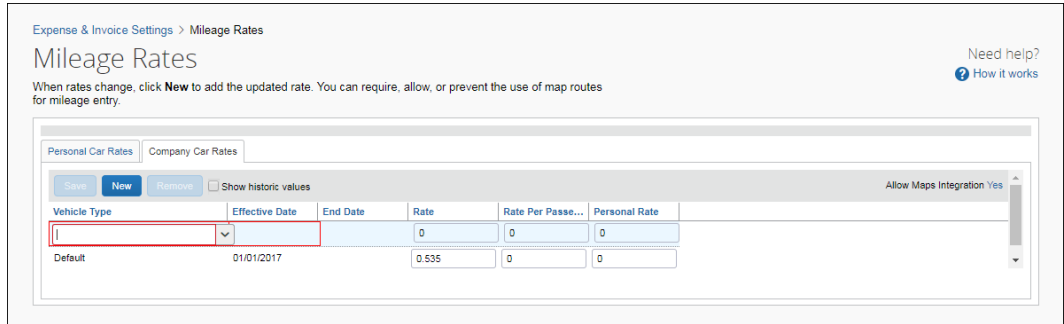 Expense & Invoice Settings > Mileage Rates
Mileage Rates
Need help?
? How it works
When rates change, click New to add the updated rate. You can require, allow, or prevent the use of map routes
for mileage entry.
Personal Car Rates Company Car Rates
Save New Remove Show historic values Allow Maps Integration Yes
Vehicle Type Effective Date End Date Rate Rate Per Passe... Personal Rate
0 0 0
Default 01/01/2017 0.535 0 0